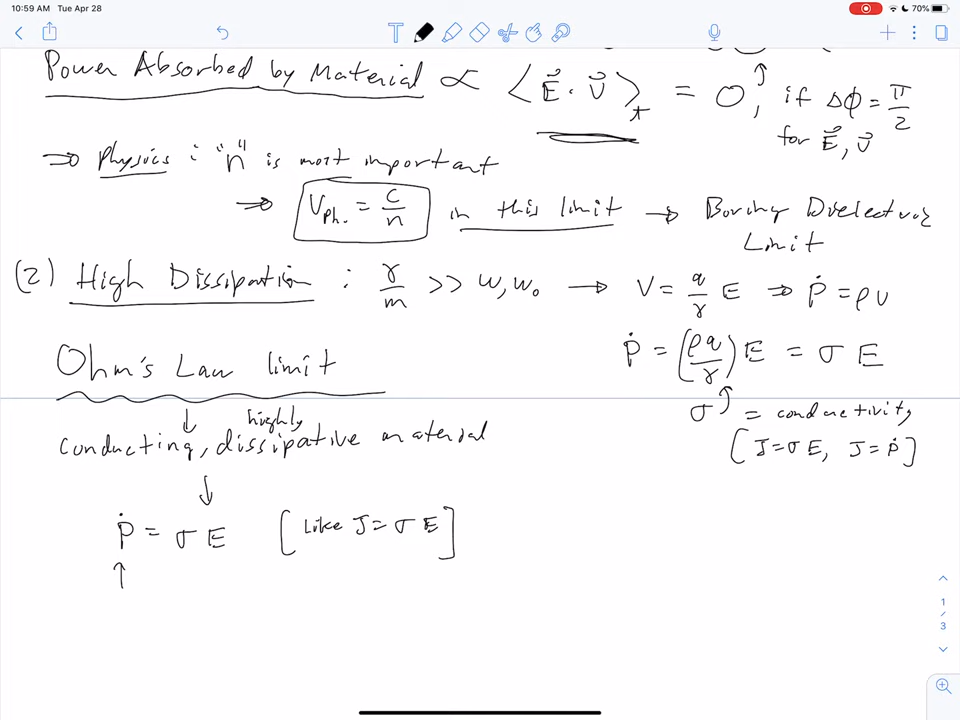 10:59 AM Tue Apr 28
70%
Power Absorbed by Material ∝ ⟨E⃗ · v⃗⟩_t = 0, if Δϕ = π/2
for E⃗, v⃗
⇒ Physics : "n" is most important
⇒ V_ph. = c/n in this limit → Boring Dielectric
Limit
(2) High Dissipation : γ/m >> ω, ω₀ → V = q/γ E ⇒ Ṗ = ρv
Ṗ = (ρq/γ) E = σ E
Ohm's Law limit
σ = conductivity
[J = σE, J = Ṗ]
highly
conducting, dissipative material
Ṗ = σ E [Like J = σ E]
1
/
3